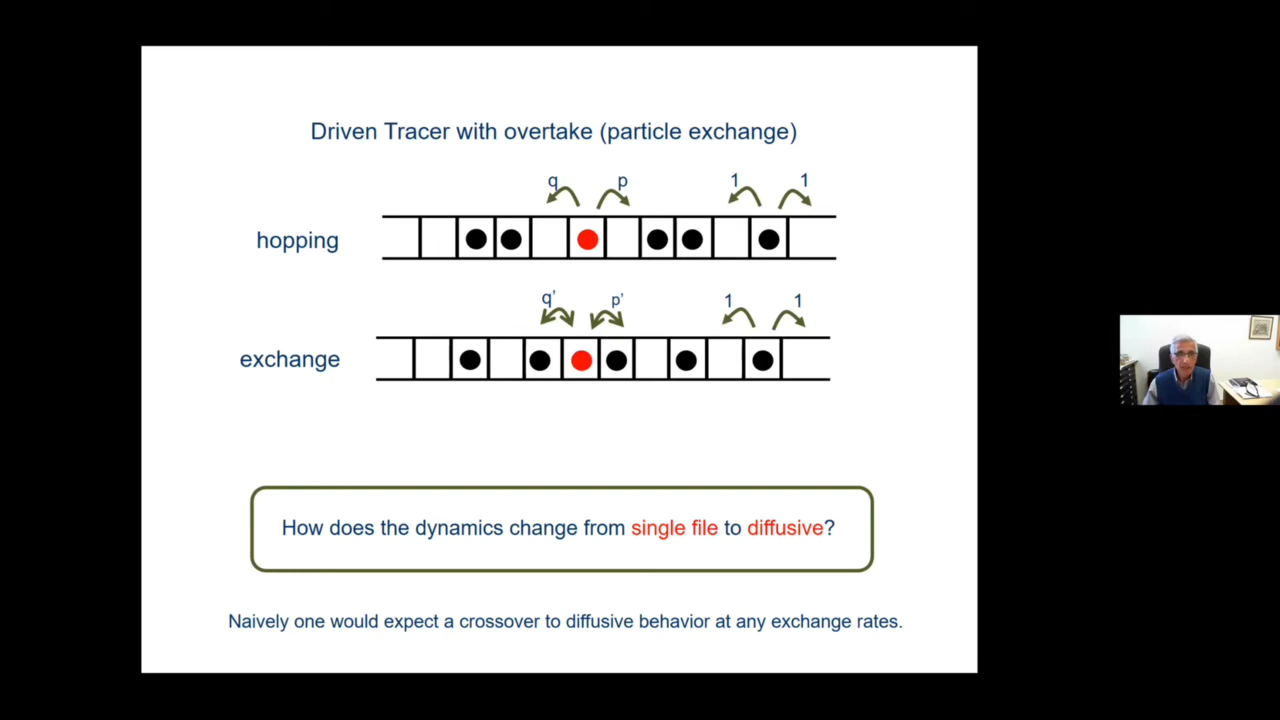 Driven Tracer with overtake (particle exchange)
q p 1 1
hopping
q' p' 1 1
exchange
How does the dynamics change from single file to diffusive?
Naively one would expect a crossover to diffusive behavior at any exchange rates.